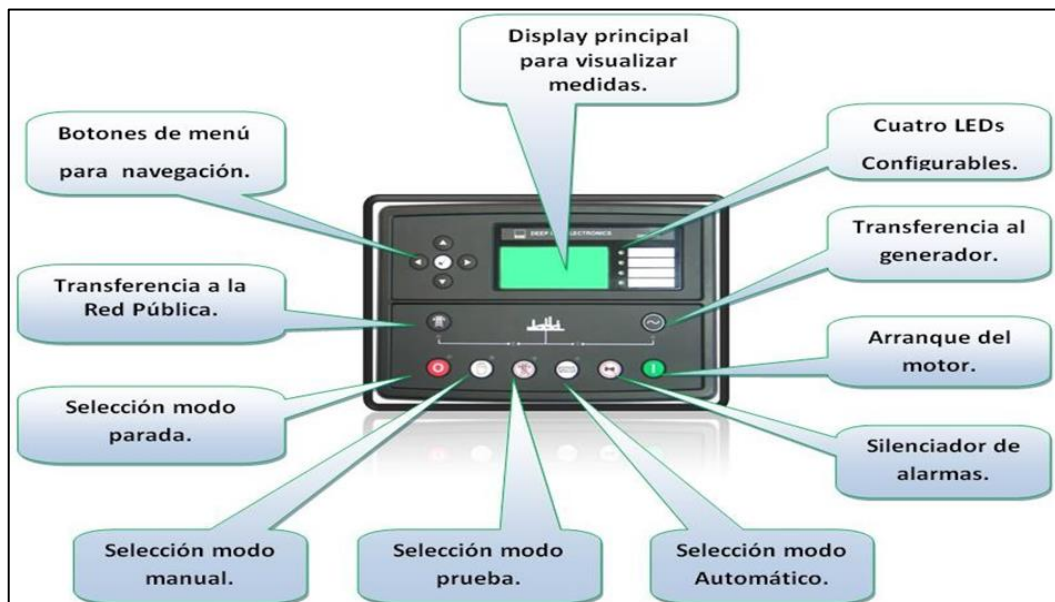 Display principal
para visualizar
medidas.
Botones de menú
para navegación.
Cuatro LEDs
Configurables.
Transferencia al
generador.
Transferencia a la
Red Pública.
Arranque del
motor.
Selección modo
parada.
Silenciador de
alarmas.
Selección modo
manual.
Selección modo
prueba.
Selección modo
Automático.
ELECTRONICS